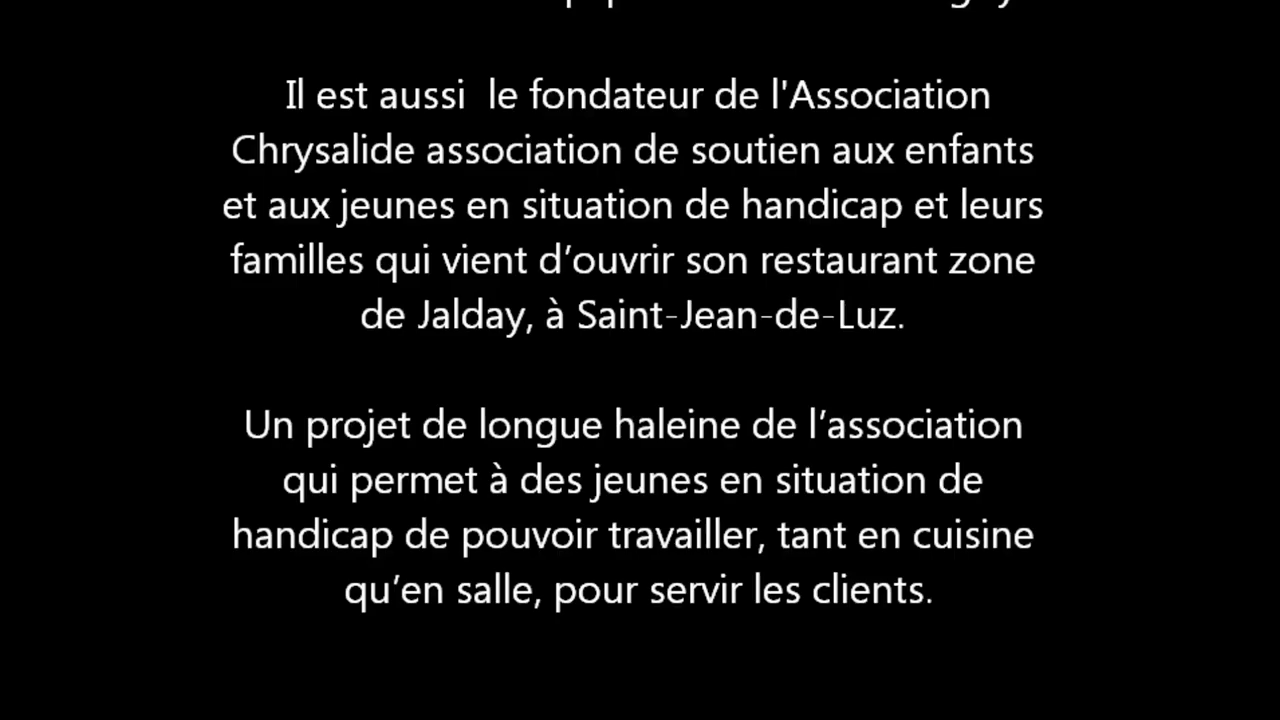 Il est aussi  le fondateur de l'Association
Chrysalide association de soutien aux enfants
et aux jeunes en situation de handicap et leurs
familles qui vient d’ouvrir son restaurant zone
de Jalday, à Saint-Jean-de-Luz.
Un projet de longue haleine de l’association
qui permet à des jeunes en situation de
handicap de pouvoir travailler, tant en cuisine
qu’en salle, pour servir les clients.